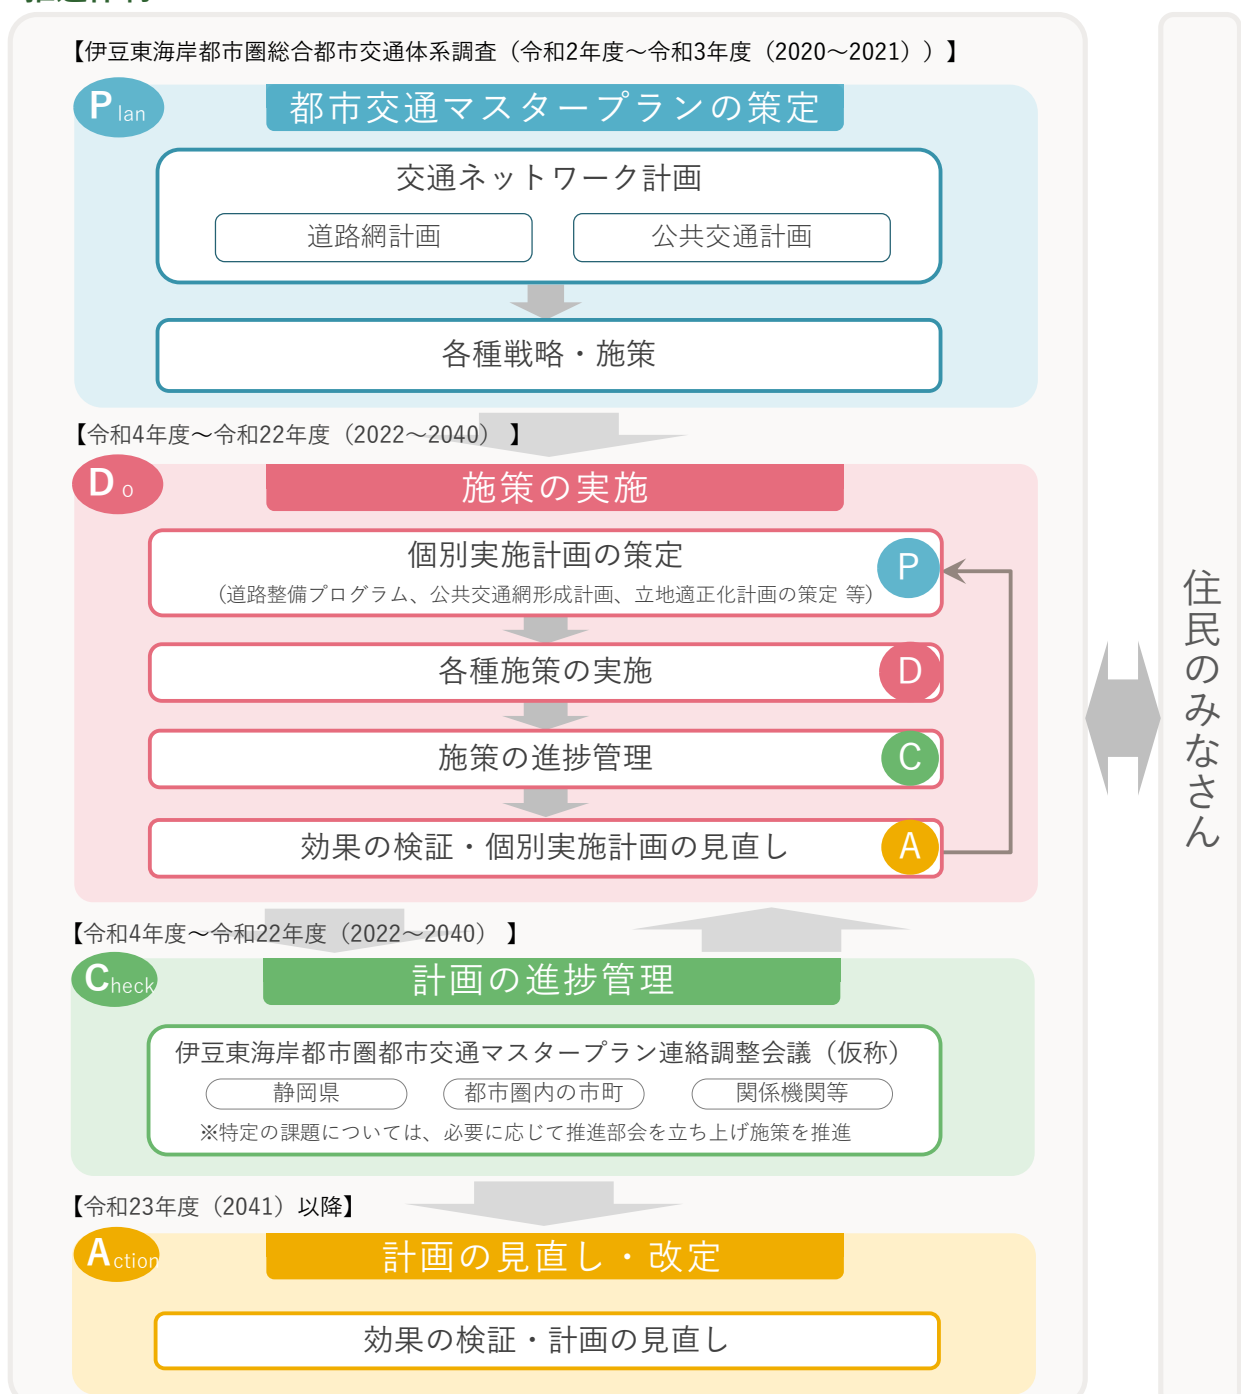 【伊豆東海岸都市圏総合都市交通体系調査（令和2年度～令和3年度（2020～2021））】
Plan
都市交通マスタープランの策定
交通ネットワーク計画
道路網計画
公共交通計画
各種戦略・施策
【令和4年度～令和22年度（2022～2040） 】
Do
施策の実施
個別実施計画の策定
P
（道路整備プログラム、公共交通網形成計画、立地適正化計画の策定 等）
各種施策の実施
D
施策の進捗管理
C
効果の検証・個別実施計画の見直し
A
【令和4年度～令和22年度（2022～2040） 】
Check
計画の進捗管理
伊豆東海岸都市圏都市交通マスタープラン連絡調整会議（仮称）
静岡県
都市圏内の市町
関係機関等
※特定の課題については、必要に応じて推進部会を立ち上げ施策を推進
【令和23年度（2041）以降】
Action
計画の見直し・改定
効果の検証・計画の見直し
住民のみなさん